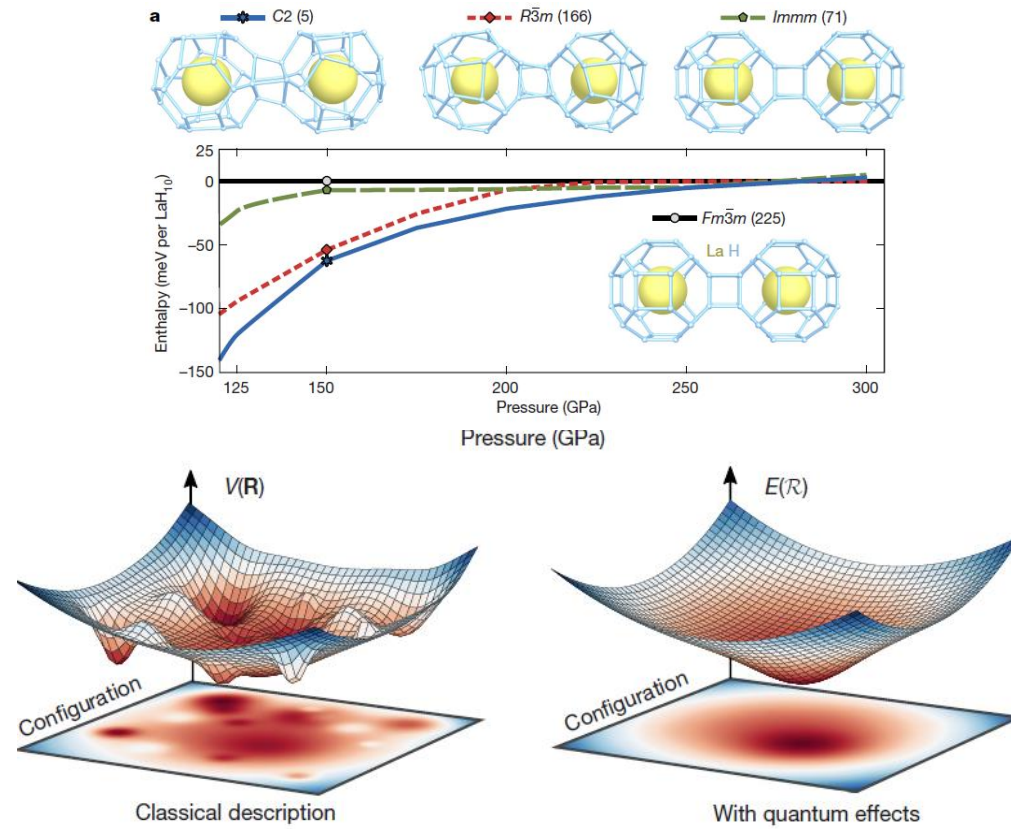 a
C2 (5)
R3̅m (166)
Immm (71)
Enthalpy (meV per LaH₁₀)
25
0
−50
−100
−150
Fm3̅m (225)
La H
125
150
200
250
300
Pressure (GPa)
Pressure (GPa)
V(R)
E(ℛ)
Configuration
Configuration
Classical description
With quantum effects